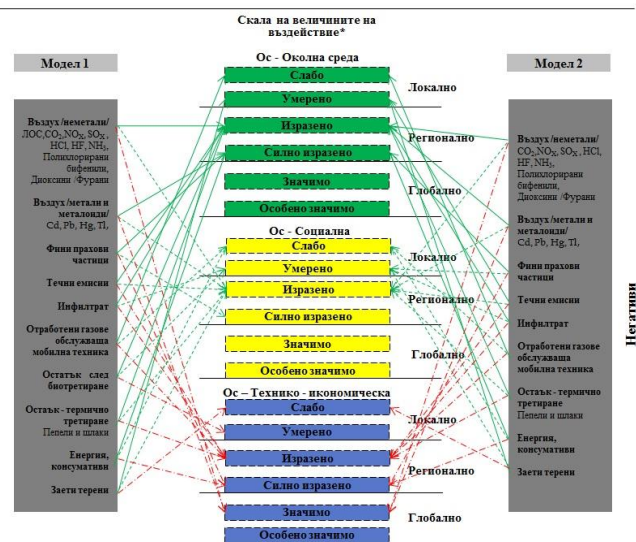 Скала на величините на
въздействие*
Модел 1
Въздух /неметали/
ЛОС,CO2,NOX, SOX,
HCl, HF, NH3,
Полихлорирани
бифенили,
Диоксини /Фурани
Въздух /метали и
металоиди/
Cd, Pb, Hg, Tl,
Фини прахови
частици
Течни емисии
Инфилтрат
Отработени газове
обслужваща
мобилна техника
Остатък след
биотретиране
Остаък - термично
третиране
Пепели и шлаки
Енергия,
консумативи
Заети терени
Ос - Околна среда
Слабо
Умерено
Локално
Изразено
Силно изразено
Регионално
Значимо
Особено значимо
Глобално
Ос - Социална
Слабо
Умерено
Локално
Изразено
Силно изразено
Регионално
Значимо
Особено значимо
Глобално
Ос – Технико - икономическа
Слабо
Умерено
Локално
Изразено
Силно изразено
Регионално
Значимо
Особено значимо
Глобално
Модел 2
Въздух /неметали/
CO2,NOX, SOX, HCl,
HF, NH3,
Полихлорирани
бифенили,
Диоксини /Фурани
Въздух /метали и
металоиди/
Cd, Pb, Hg, Tl,
Фини прахови
частици
Течни емисии
Инфилтрат
Отработени газове
обслужваща
мобилна техника
Остаък - термично
третиране
Пепели и шлаки
Енергия,
консумативи
Заети терени
Негативи